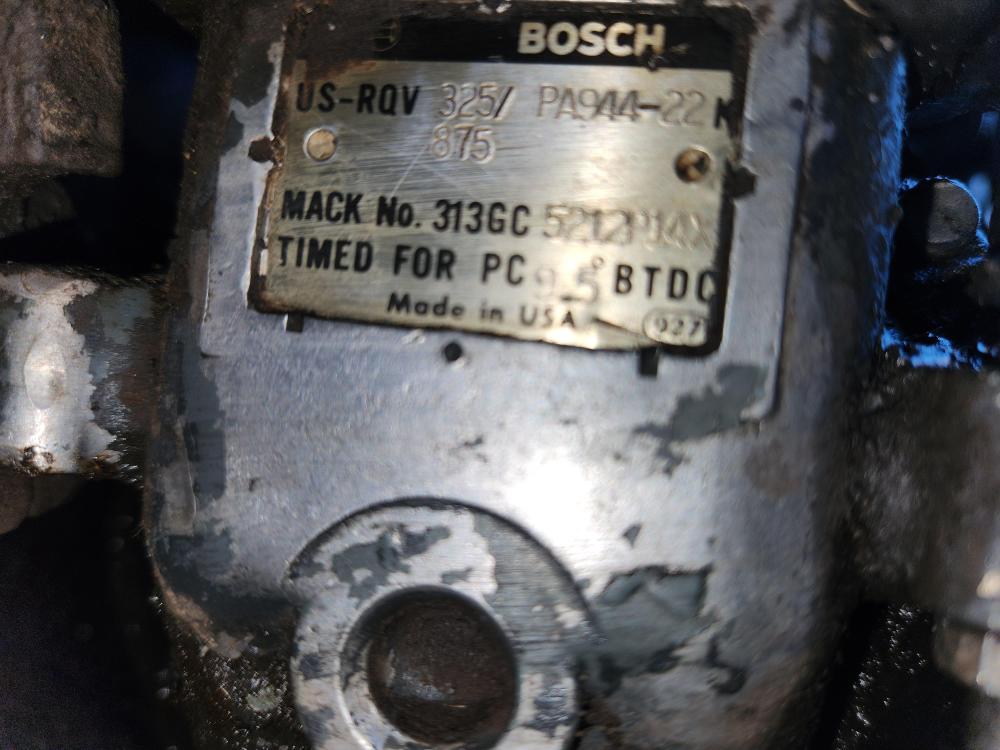 BOSCH
US-RQV 325/ PA944-22 K
875
MACK No. 313GC 5212P14X
TIMED FOR PC 9.5° BTDC
Made in USA 927